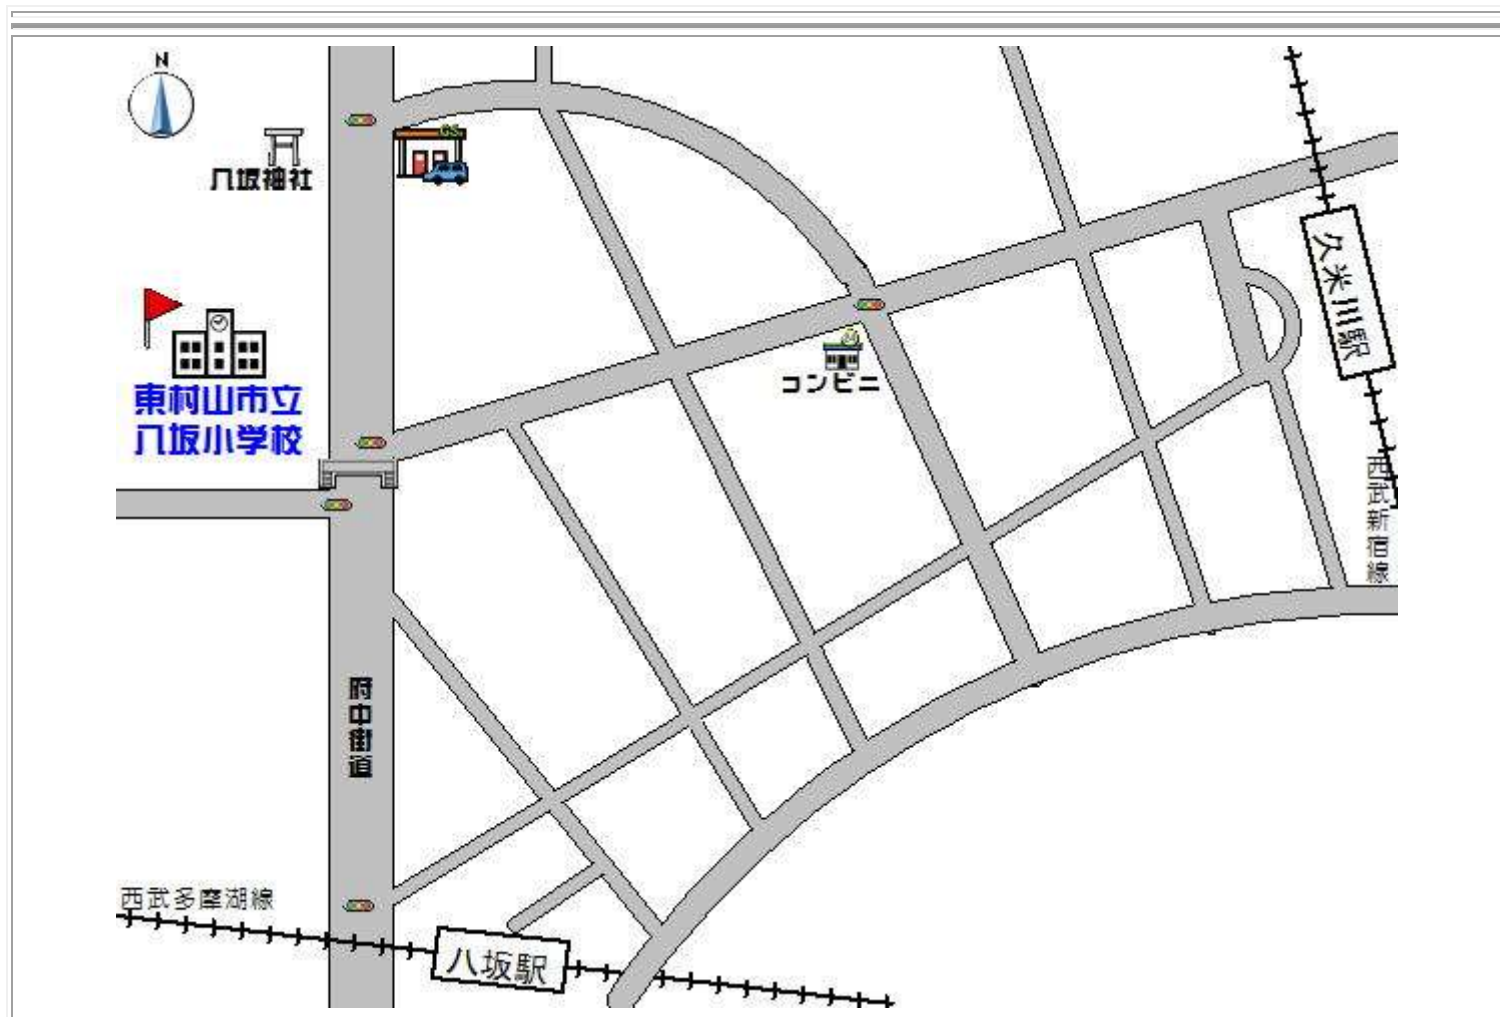 N
八坂神社
GS
久米川駅
コンビニ
東村山市立
八坂小学校
西武新宿線
府中街道
西武多摩湖線
八坂駅